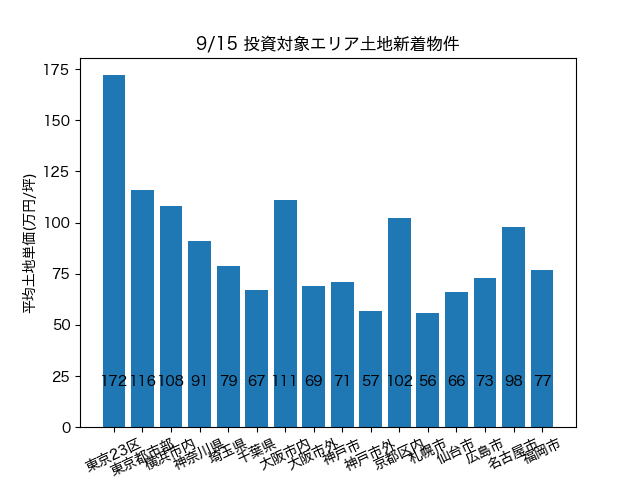 9/15 投資対象エリア土地新着物件
平均土地単価(万円/坪)
175
150
125
100
75
50
25
0
172 116 108 91 79 67 111 69 71 57 102 56 66 73 98 77
東京23区
東京都市部
横浜市内
神奈川県
埼玉県
千葉県
大阪市内
大阪市外
神戸市
神戸市外
京都区内
札幌市
仙台市
広島市
名古屋市
福岡市